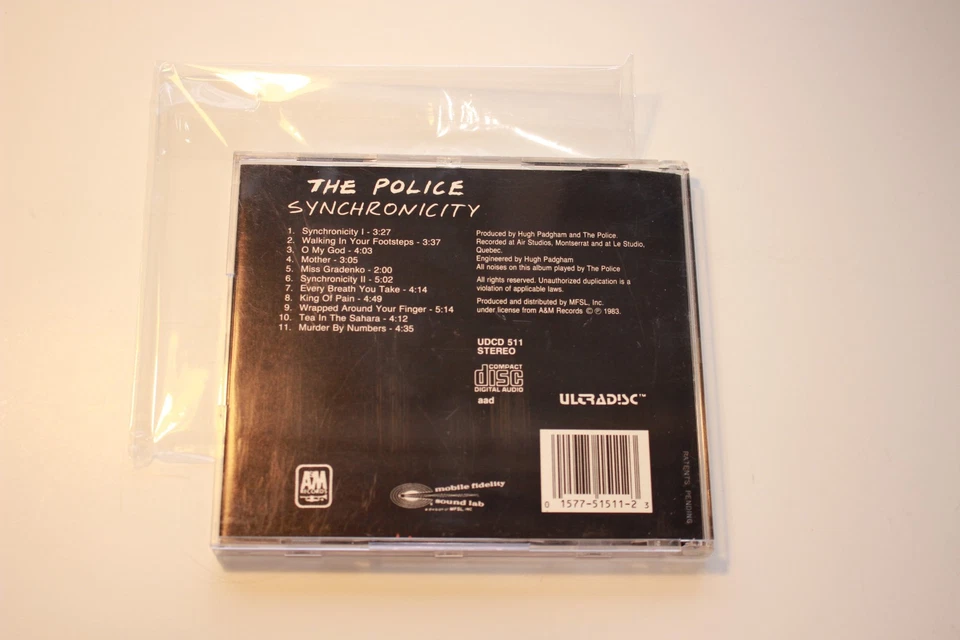 THE POLICE
SYNCHRONICITY
1. Synchronicity I - 3:27
2. Walking In Your Footsteps - 3:37
3. O My God - 4:03
4. Mother - 3:05
5. Miss Gradenko - 2:00
6. Synchronicity II - 5:02
7. Every Breath You Take - 4:14
8. King Of Pain - 4:49
9. Wrapped Around Your Finger - 5:14
10. Tea In The Sahara - 4:12
11. Murder By Numbers - 4:35
Produced by Hugh Padgham and The Police
Recorded at Air Studios, Montserrat and at Le Studio,
Quebec.
Engineered by Hugh Padgham
All noises on this album played by The Police
All rights reserved. Unauthorized duplication is a
violation of applicable laws.
Produced and distributed by MFSL, Inc.
under license from A&M Records © ℗ 1983.
UDCD 511
STEREO
COMPACT
disc
DIGITAL AUDIO
aad
ULTRADISC™
A&M
RECORDS
mobile fidelity
sound lab
A division of MFSL, INC.
0 1577-51511-2 3
PATENTS PENDING